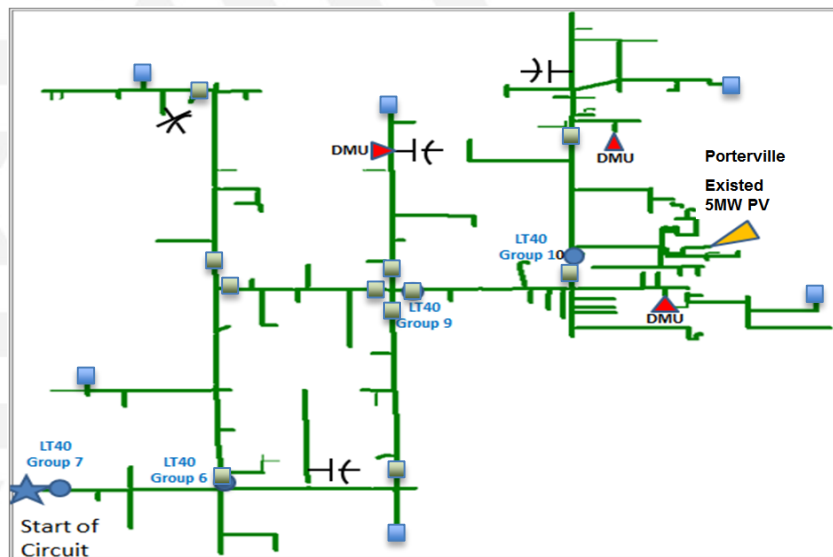 DMU
DMU
Porterville
Existed
5MW PV
LT40
Group 10
LT40
Group 9
DMU
LT40
Group 7
LT40
Group 6
Start of
Circuit